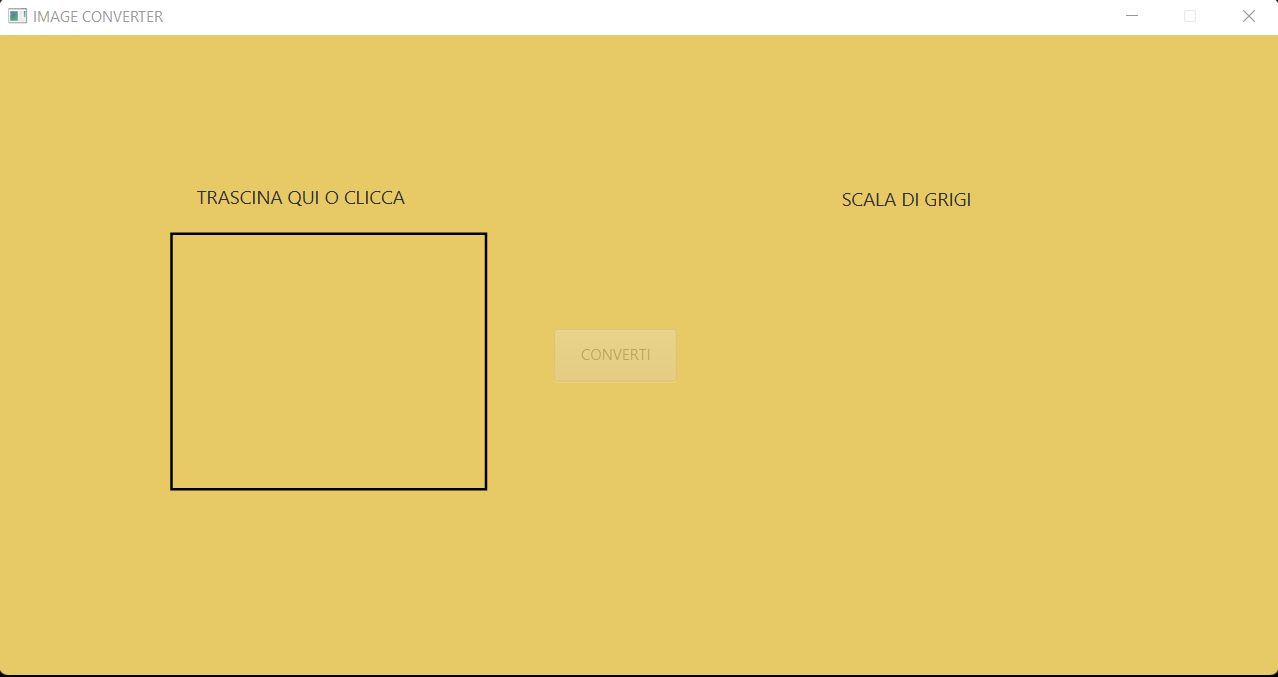 IMAGE CONVERTER
TRASCINA QUI O CLICCA
SCALA DI GRIGI
CONVERTI